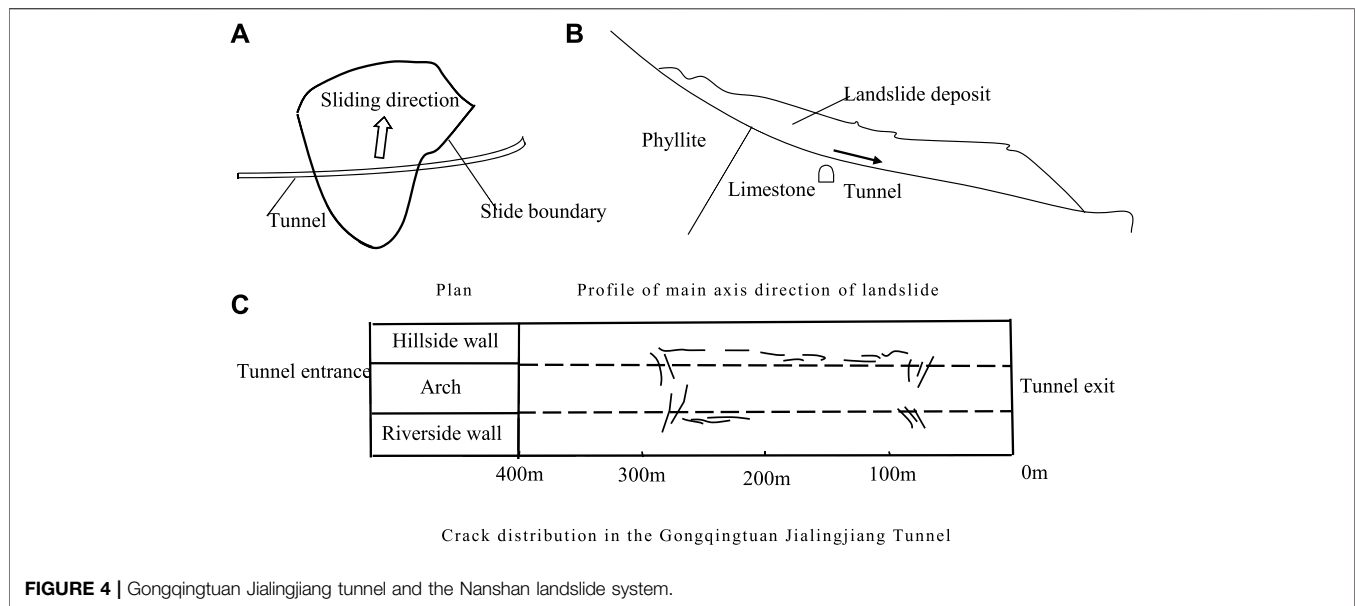 A
B
Sliding direction
Landslide deposit
Phyllite
Limestone
Tunnel
Tunnel
Slide boundary
C
Plan
Profile of main axis direction of landslide
Hillside wall
Tunnel entrance
Arch
Tunnel exit
Riverside wall
400m
300m
200m
100m
0m
Crack distribution in the Gongqingtuan Jialingjiang Tunnel
FIGURE 4 | Gongqingtuan Jialingjiang tunnel and the Nanshan landslide system.